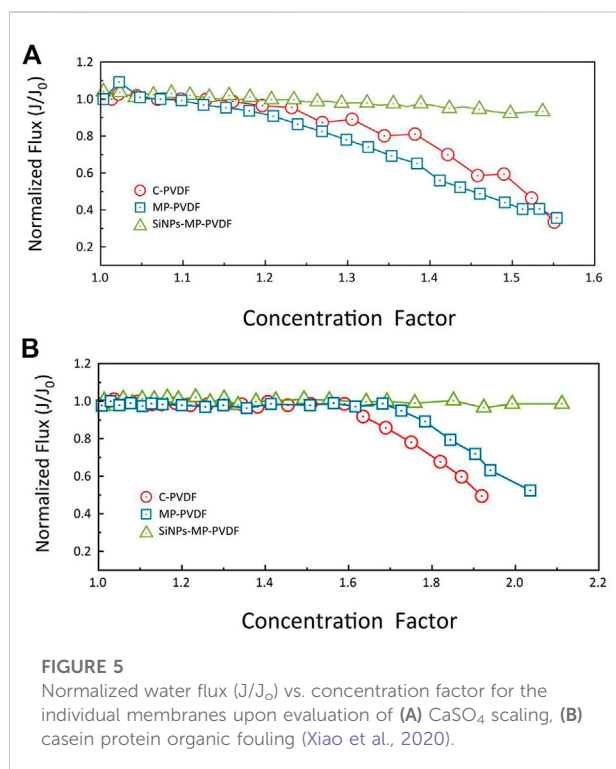 A
Normalized Flux (J/J₀)
1.2
1.0
0.8
0.6
0.4
0.2
C-PVDF
MP-PVDF
SiNPs-MP-PVDF
1.0 1.1 1.2 1.3 1.4 1.5 1.6
Concentration Factor
B
Normalized Flux (J/J₀)
1.2
1.0
0.8
0.6
0.4
0.2
C-PVDF
MP-PVDF
SiNPs-MP-PVDF
1.0 1.2 1.4 1.6 1.8 2.0 2.2
Concentration Factor
FIGURE 5
Normalized water flux (J/Jₒ) vs. concentration factor for the
individual membranes upon evaluation of (A) CaSO₄ scaling, (B)
casein protein organic fouling (Xiao et al., 2020).